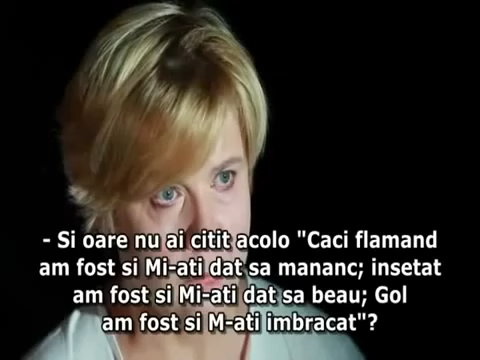 - Si oare nu ai citit acolo "Caci flamand
am fost si Mi-ati dat sa mananc; insetat
am fost si Mi-ati dat sa beau; Gol
am fost si M-ati imbracat"?